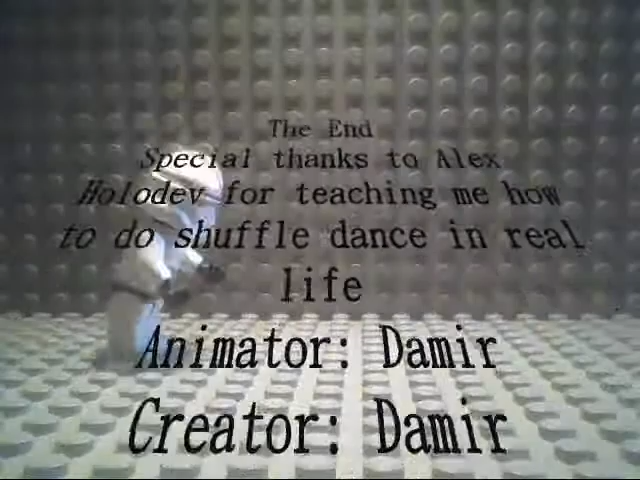 The End
Special thanks to Alex
Holodev for teaching me how
to do shuffle dance in real
life
Animator: Damir
Creator: Damir